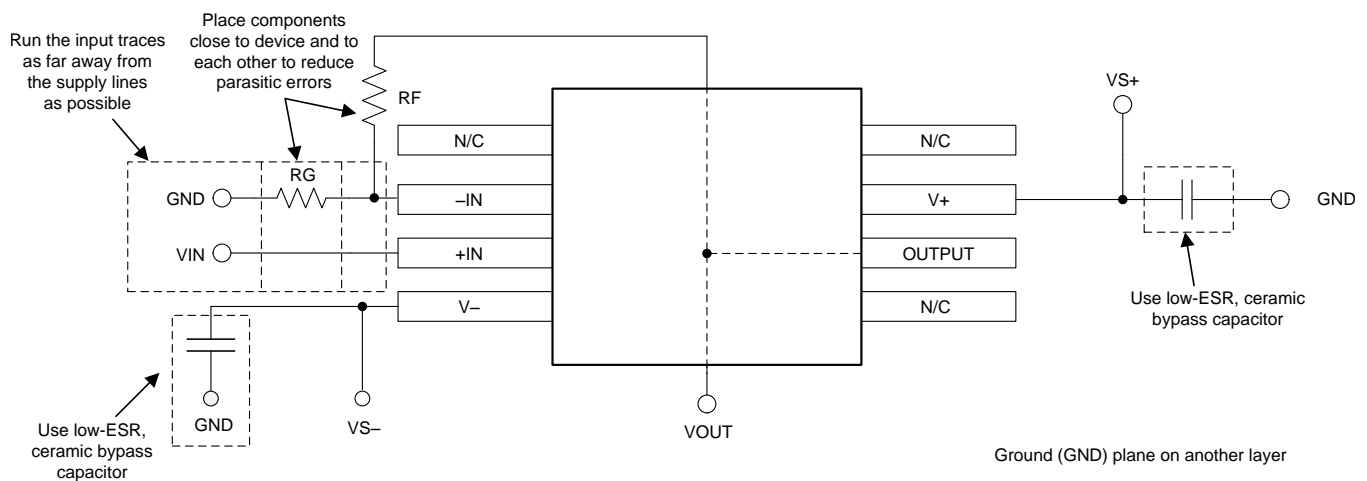 Run the input traces
as far away from
the supply lines
as possible
Place components
close to device and to
each other to reduce
parasitic errors
RF
VS+
N/C
N/C
RG
GND
–IN
V+
GND
VIN
+IN
OUTPUT
V–
N/C
Use low-ESR, ceramic
bypass capacitor
GND
VS–
VOUT
Use low-ESR,
ceramic bypass
capacitor
Ground (GND) plane on another layer